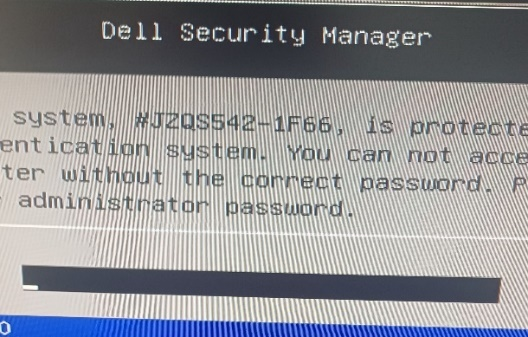 Dell Security Manager
system, #JZQS542-1F66, is protecte
entication system. You can not acce
ter without the correct password. P
administrator password.